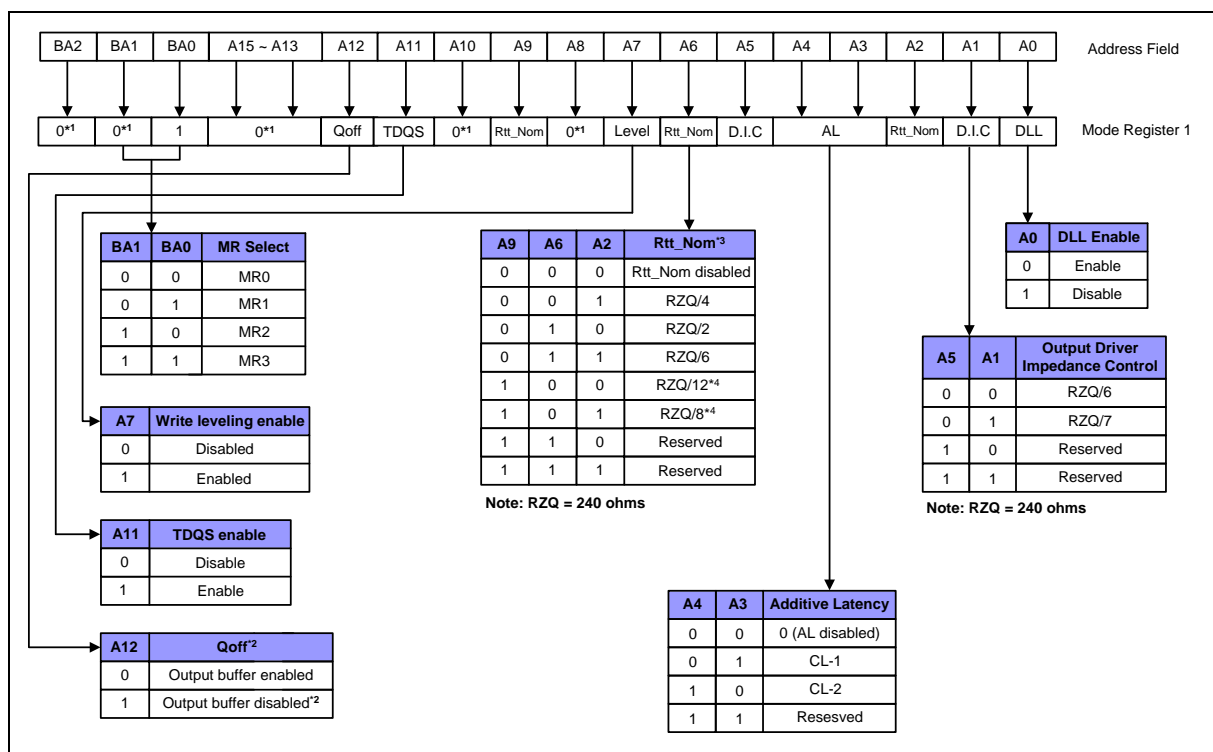 BA2 BA1 BA0 A15 ~ A13 A12 A11 A10 A9 A8 A7 A6 A5 A4 A3 A2 A1 A0 Address Field
0*1 0*1 1 0*1 Qoff TDQS 0*1 Rtt_Nom 0*1 Level Rtt_Nom D.I.C AL Rtt_Nom D.I.C DLL Mode Register 1
BA1 BA0 MR Select
0 0 MR0
0 1 MR1
1 0 MR2
1 1 MR3
A7 Write leveling enable
0 Disabled
1 Enabled
A11 TDQS enable
0 Disable
1 Enable
A12 Qoff*2
0 Output buffer enabled
1 Output buffer disabled*2
A9 A6 A2 Rtt_Nom*3
0 0 0 Rtt_Nom disabled
0 0 1 RZQ/4
0 1 0 RZQ/2
0 1 1 RZQ/6
1 0 0 RZQ/12*4
1 0 1 RZQ/8*4
1 1 0 Reserved
1 1 1 Reserved
Note: RZQ = 240 ohms
A0 DLL Enable
0 Enable
1 Disable
A5 A1 Output Driver
Impedance Control
0 0 RZQ/6
0 1 RZQ/7
1 0 Reserved
1 1 Reserved
Note: RZQ = 240 ohms
A4 A3 Additive Latency
0 0 0 (AL disabled)
0 1 CL-1
1 0 CL-2
1 1 Resesved